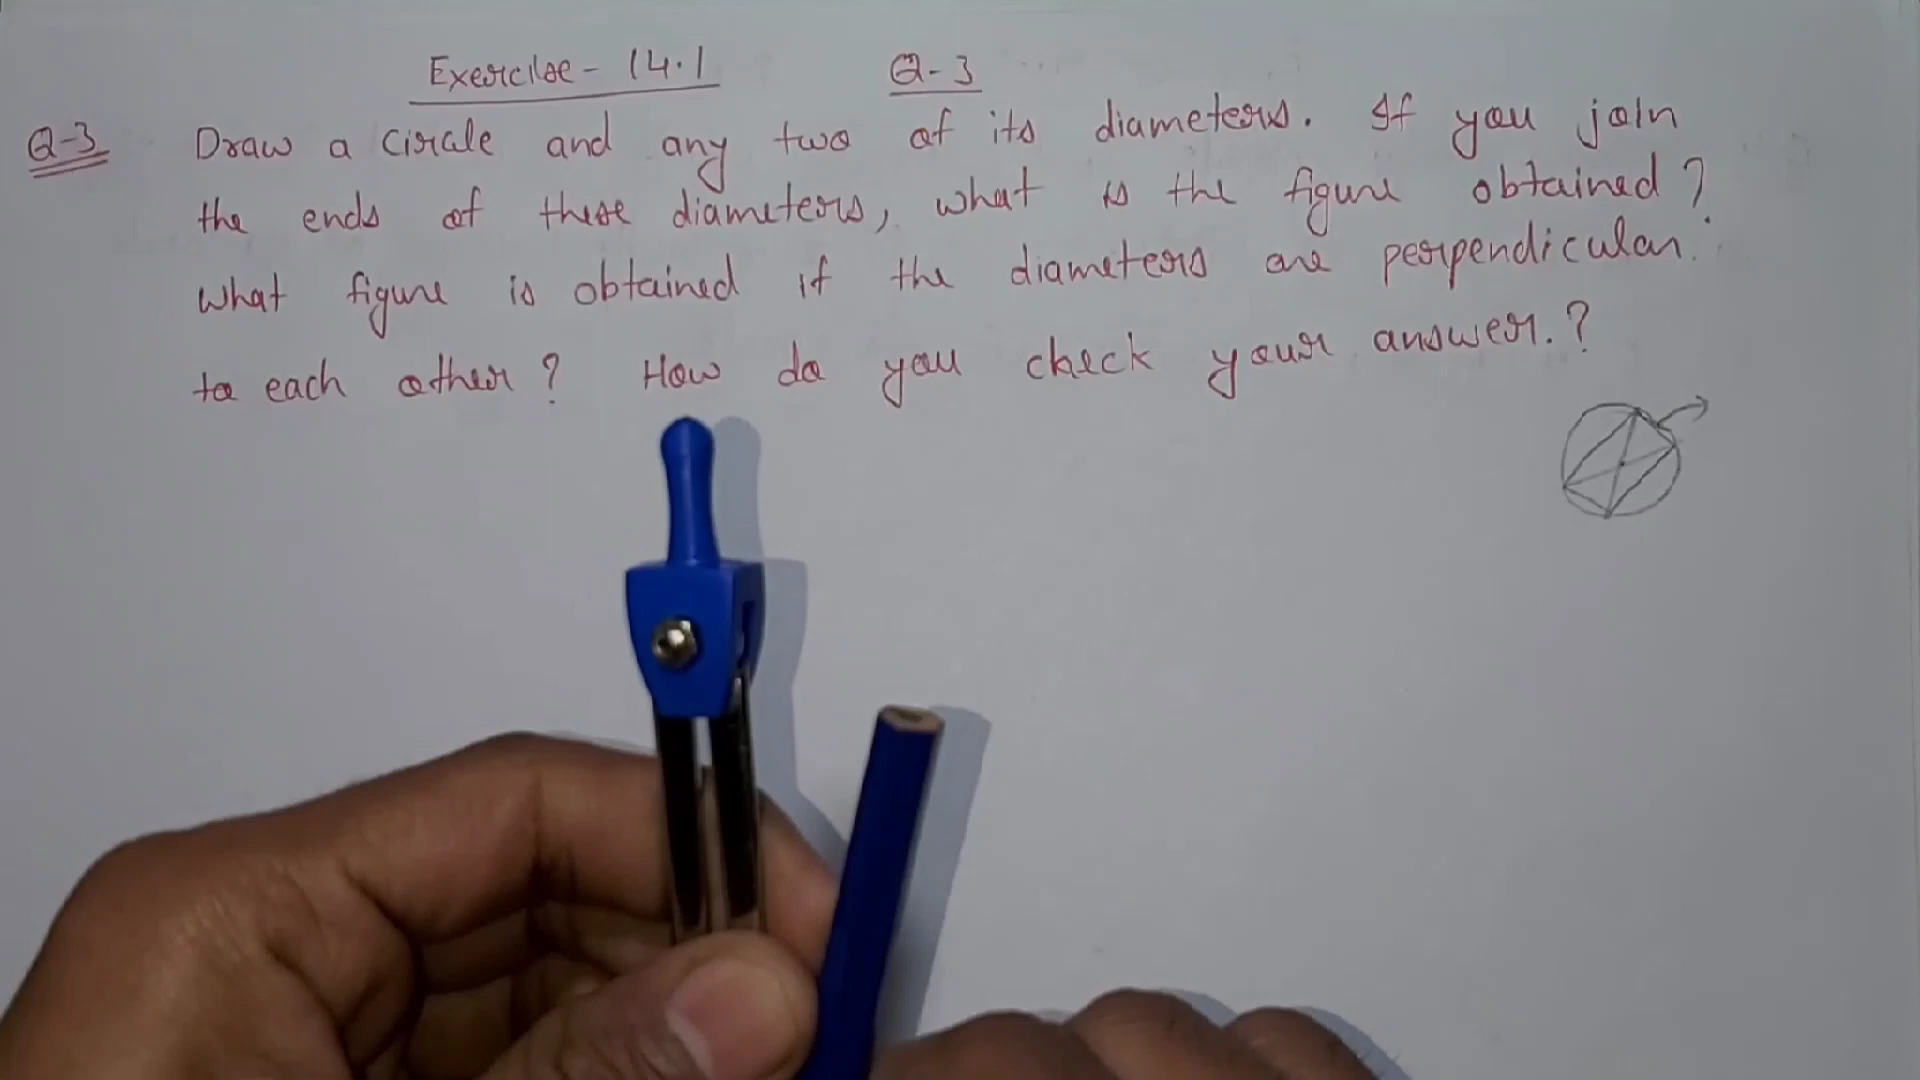 Exercise - 14.1 Q-3
Q-3 Draw a circle and any two of its diameters. If you join
the ends of these diameters, what is the figure obtained?
What figure is obtained if the diameters are perpendicular
to each other? How do you check your answer.?